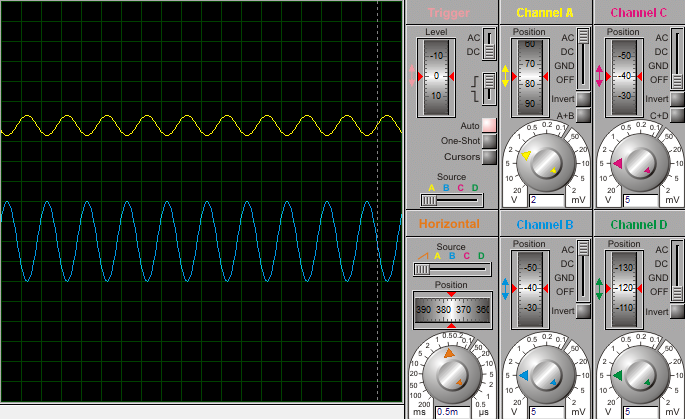 Trigger
Level
-10
0
10
AC
DC
Auto
One-Shot
Cursors
Source
A B C D
Channel A
Position
60
70
80
90
AC
DC
GND
OFF
Invert
A+B
0.5 0.2 0.1
1 50
2 20
5 10
10 5
20 2
V 2 mV
Channel C
Position
-50
-40
-30
AC
DC
GND
OFF
Invert
C+D
0.5 0.2 0.1
1 50
2 20
5 10
10 5
20 2
V 5 mV
Horizontal
Source
A B C D
Position
390 380 370 360
1 0.5 0.2 0.1
2 50
5 20
10 10
20 5
50 2
100 1
200 0.5
ms 0.5m µs
Channel B
Position
-50
-40
-30
AC
DC
GND
OFF
Invert
0.5 0.2 0.1
1 50
2 20
5 10
10 5
20 2
V 5 mV
Channel D
Position
-130
-120
-110
AC
DC
GND
OFF
Invert
0.5 0.2 0.1
1 50
2 20
5 10
10 5
20 2
V 5 mV